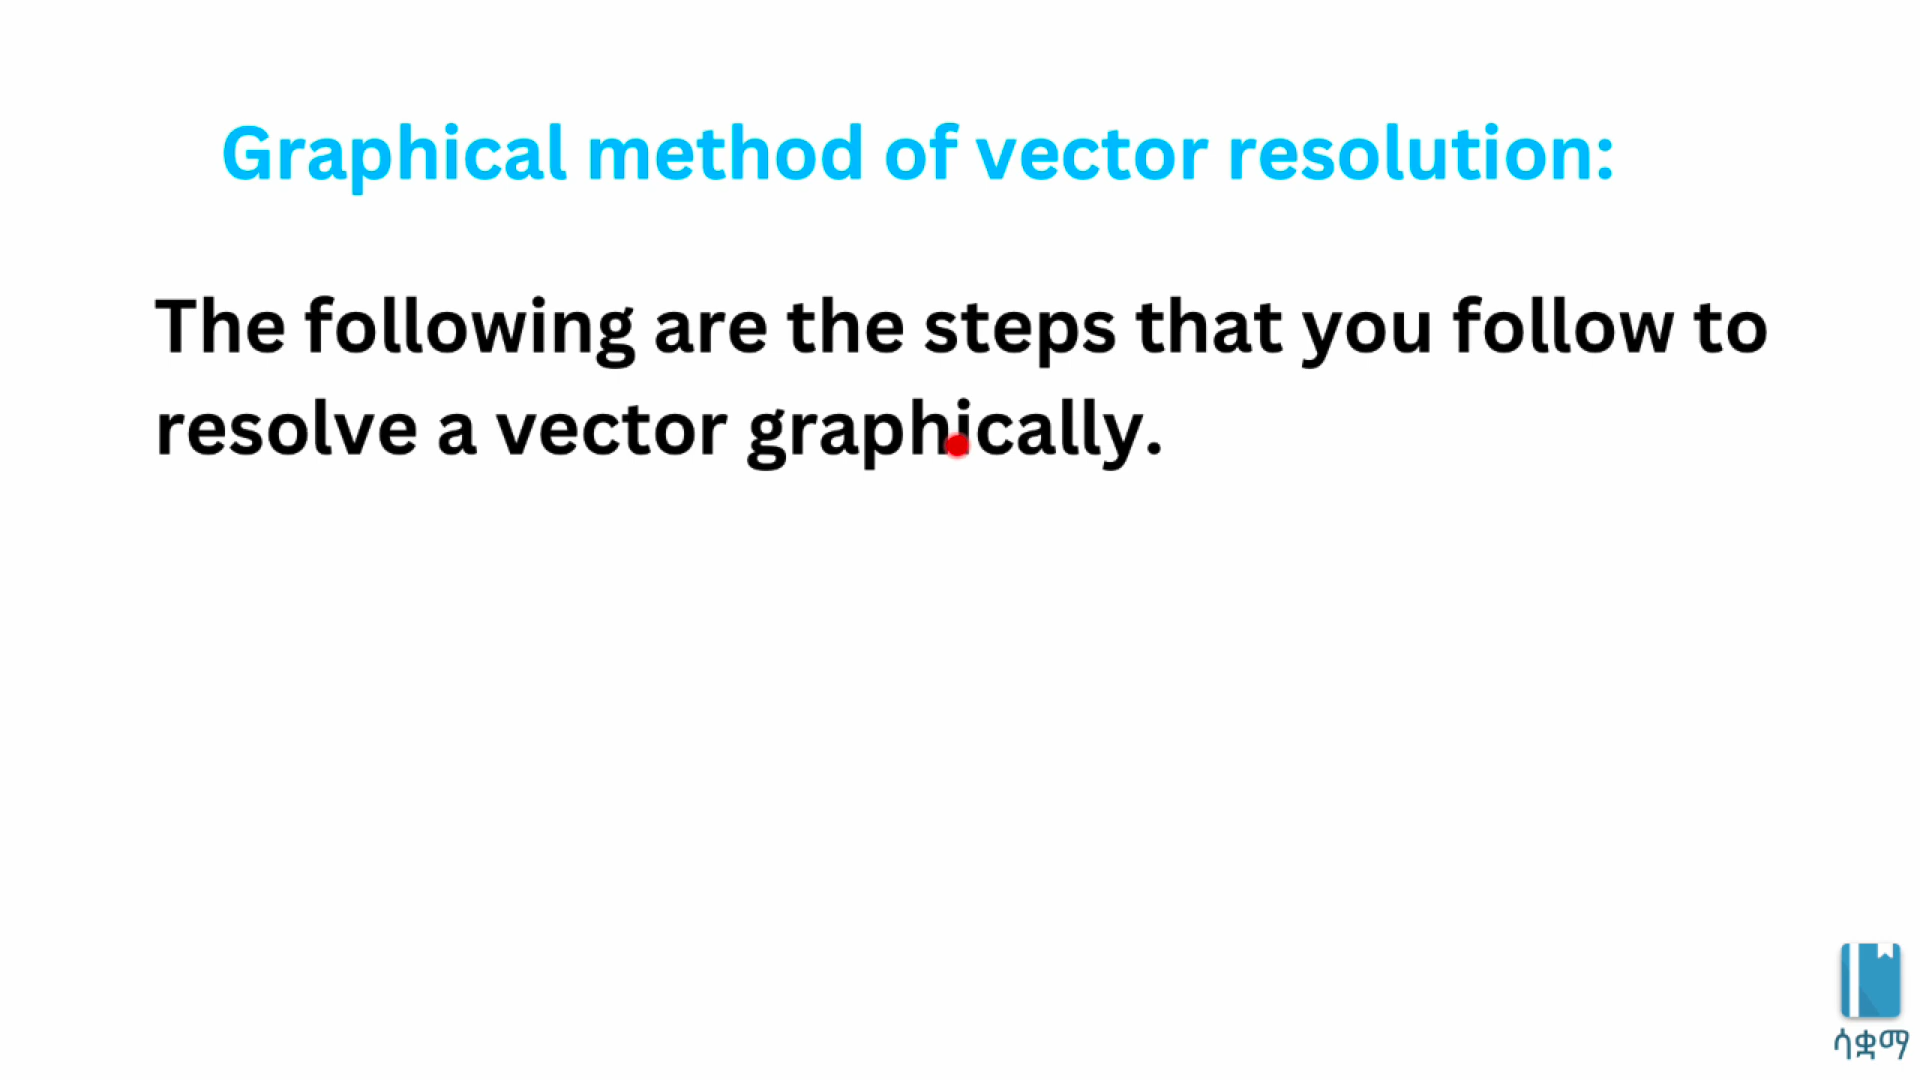 Graphical method of vector resolution:
The following are the steps that you follow to
resolve a vector graphically.
ሳቋማ